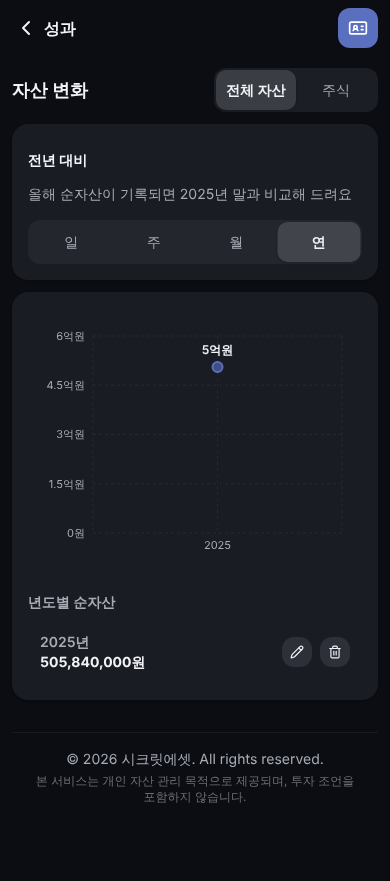 성과
자산 변화
전체 자산
주식
전년 대비
올해 순자산이 기록되면 2025년 말과 비교해 드려요
일
주
월
연
6억원
5억원
4.5억원
3억원
1.5억원
0원
2025
년도별 순자산
2025년
505,840,000원
© 2026 시크릿에셋. All rights reserved.
본 서비스는 개인 자산 관리 목적으로 제공되며, 투자 조언을
포함하지 않습니다.